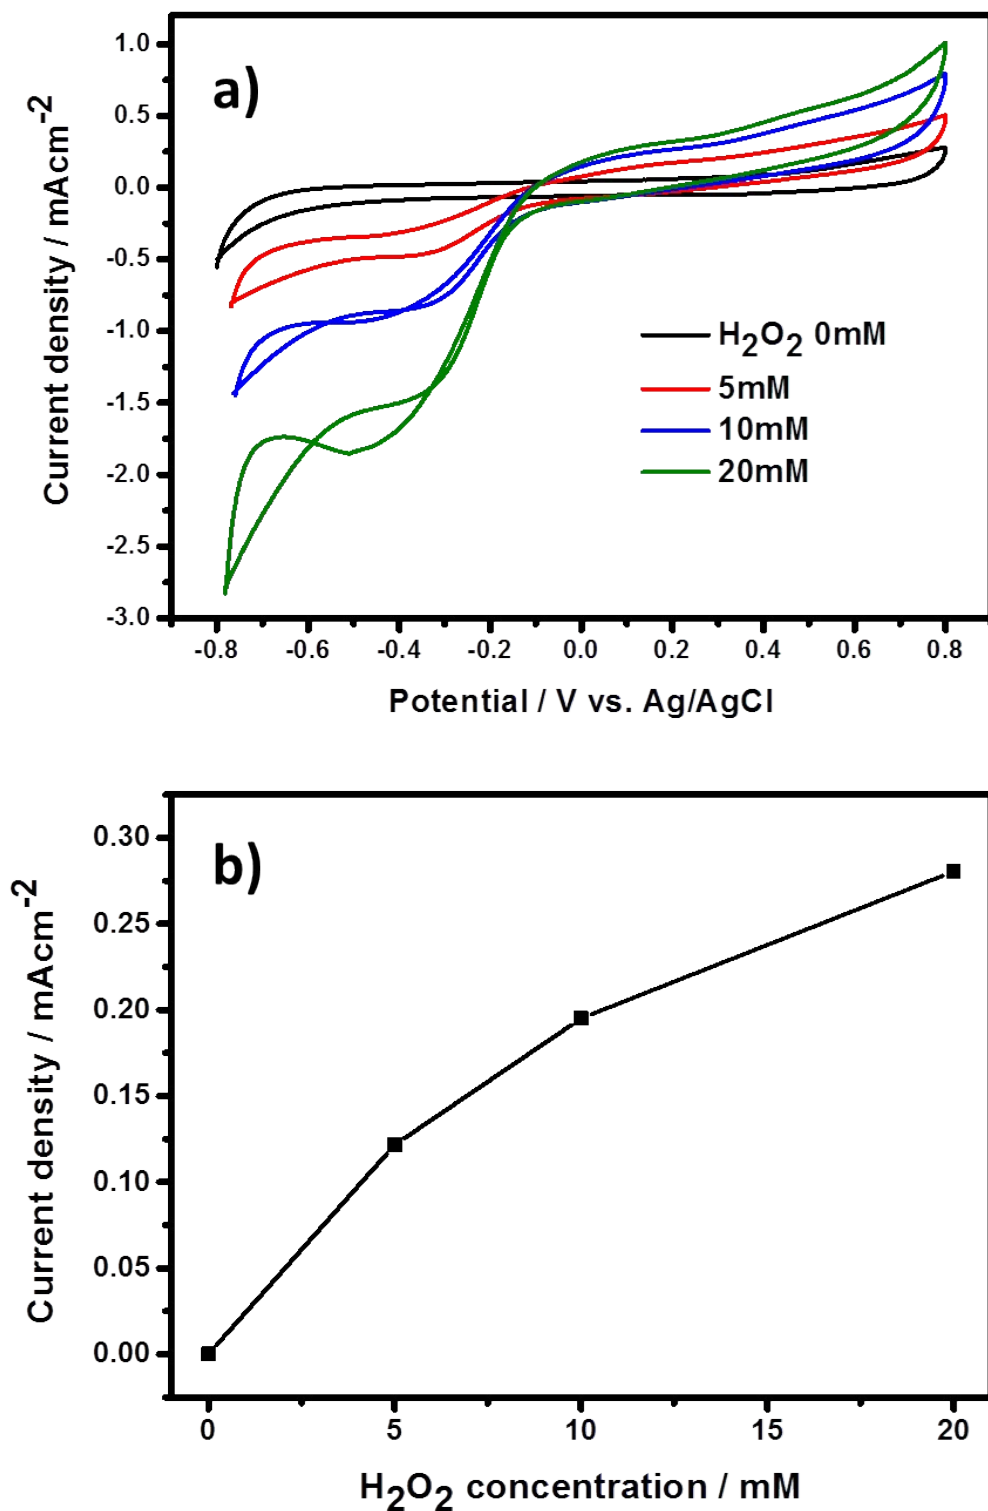 a)
Current density / mAcm-2
1.0
0.5
0.0
-0.5
-1.0
-1.5
-2.0
-2.5
-3.0
H2O2 0mM
5mM
10mM
20mM
-0.8 -0.6 -0.4 -0.2 0.0 0.2 0.4 0.6 0.8
Potential / V vs. Ag/AgCl
b)
Current density / mAcm-2
0.30
0.25
0.20
0.15
0.10
0.05
0.00
0 5 10 15 20
H2O2 concentration / mM